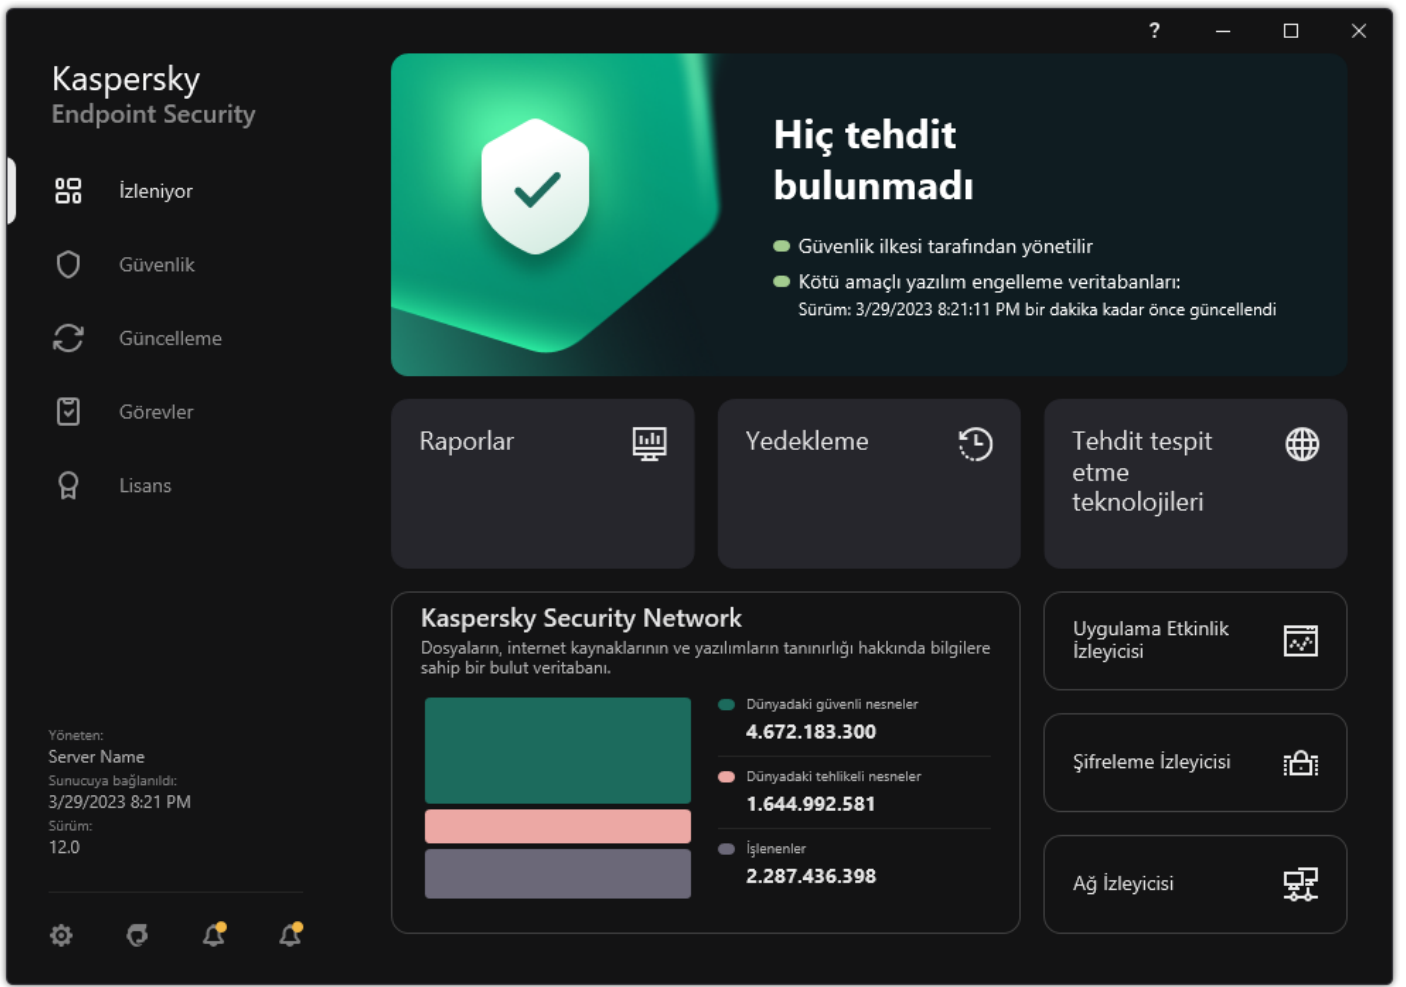 ?
Kaspersky
Endpoint Security
İzleniyor
Güvenlik
Güncelleme
Görevler
Lisans
Yöneten:
Server Name
Sunucuya bağlanıldı:
3/29/2023 8:21 PM
Sürüm:
12.0
Hiç tehdit
bulunmadı
Güvenlik ilkesi tarafından yönetilir
Kötü amaçlı yazılım engelleme veritabanları:
Sürüm: 3/29/2023 8:21:11 PM bir dakika kadar önce güncellendi
Raporlar
Yedekleme
Tehdit tespit
etme
teknolojileri
Kaspersky Security Network
Dosyaların, internet kaynaklarının ve yazılımların tanınırlığı hakkında bilgilere
sahip bir bulut veritabanı.
Dünyadaki güvenli nesneler
4.672.183.300
Dünyadaki tehlikeli nesneler
1.644.992.581
İşlenenler
2.287.436.398
Uygulama Etkinlik
İzleyicisi
Şifreleme İzleyicisi
Ağ İzleyicisi